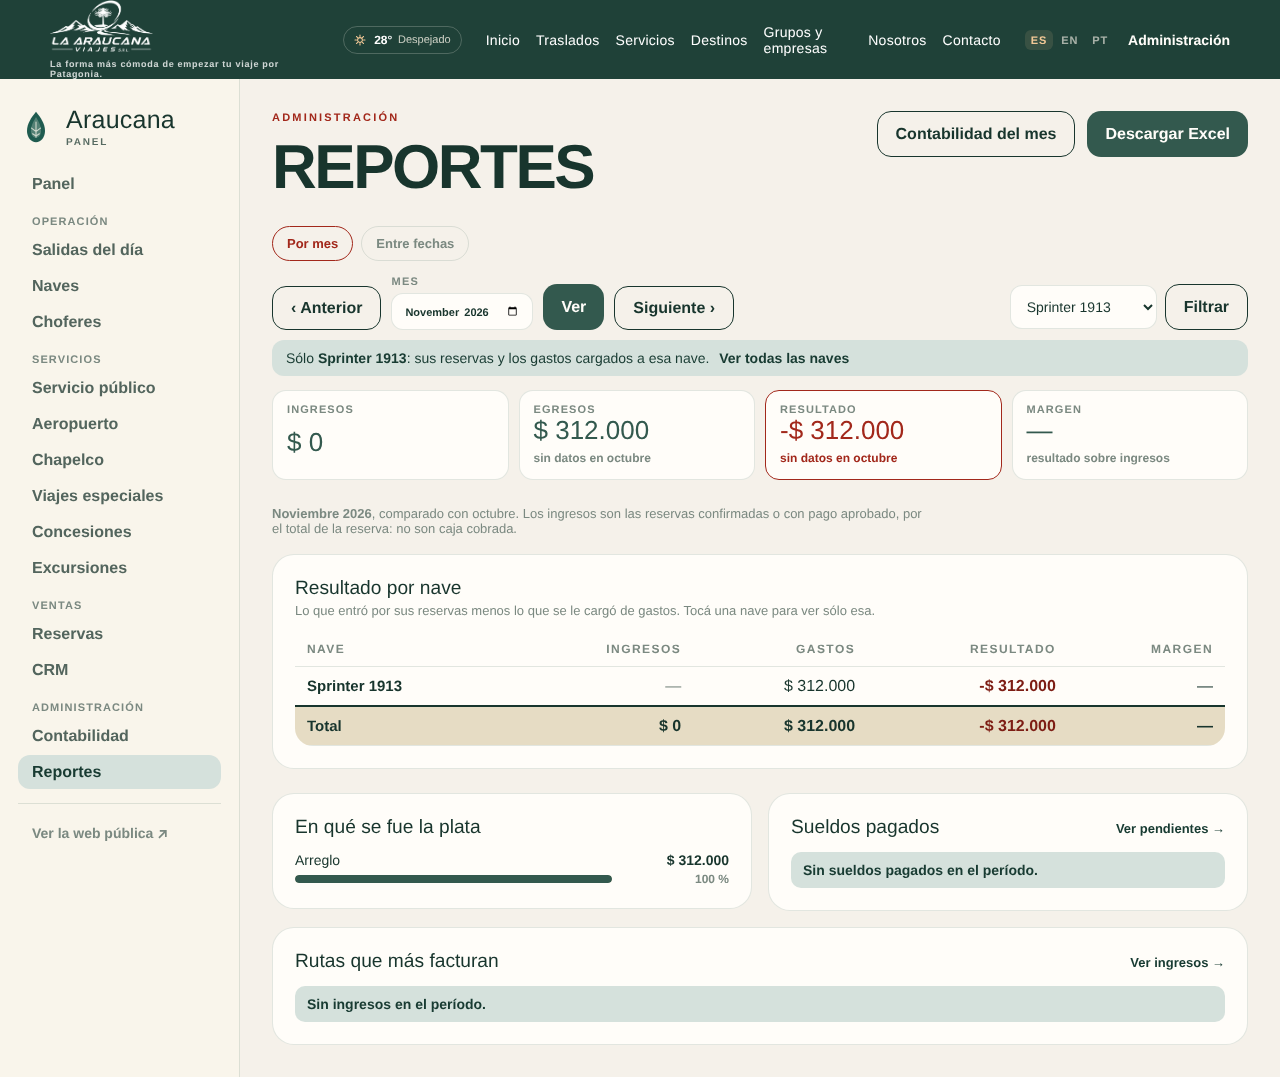 LA ARAUCANA
VIAJES SRL
La forma más cómoda de empezar tu viaje por
Patagonia.
28° Despejado
Inicio
Traslados
Servicios
Destinos
Grupos y
empresas
Nosotros
Contacto
ES EN PT
Administración
Araucana
PANEL
Panel
OPERACIÓN
Salidas del día
Naves
Choferes
SERVICIOS
Servicio público
Aeropuerto
Chapelco
Viajes especiales
Concesiones
Excursiones
VENTAS
Reservas
CRM
ADMINISTRACIÓN
Contabilidad
Reportes
Ver la web pública ↗
ADMINISTRACIÓN
REPORTES
Contabilidad del mes
Descargar Excel
Por mes
Entre fechas
‹ Anterior
MES
November 2026
Ver
Siguiente ›
Sprinter 1913
Filtrar
Sólo Sprinter 1913: sus reservas y los gastos cargados a esa nave. Ver todas las naves
INGRESOS
$ 0
EGRESOS
$ 312.000
sin datos en octubre
RESULTADO
-$ 312.000
sin datos en octubre
MARGEN
—
resultado sobre ingresos
Noviembre 2026, comparado con octubre. Los ingresos son las reservas confirmadas o con pago aprobado, por
el total de la reserva: no son caja cobrada.
Resultado por nave
Lo que entró por sus reservas menos lo que se le cargó de gastos. Tocá una nave para ver sólo esa.
NAVE INGRESOS GASTOS RESULTADO MARGEN
Sprinter 1913 — $ 312.000 -$ 312.000 —
Total $ 0 $ 312.000 -$ 312.000 —
En qué se fue la plata
Arreglo $ 312.000
100 %
Sueldos pagados
Ver pendientes →
Sin sueldos pagados en el período.
Rutas que más facturan
Ver ingresos →
Sin ingresos en el período.